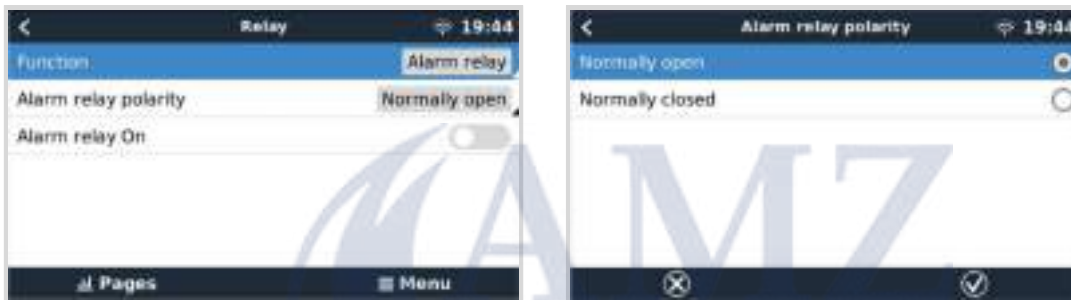 Relay 19:44
Function Alarm relay
Alarm relay polarity Normally open
Alarm relay On
Pages Menu
Alarm relay polarity 19:44
Normally open
Normally closed
AMZ